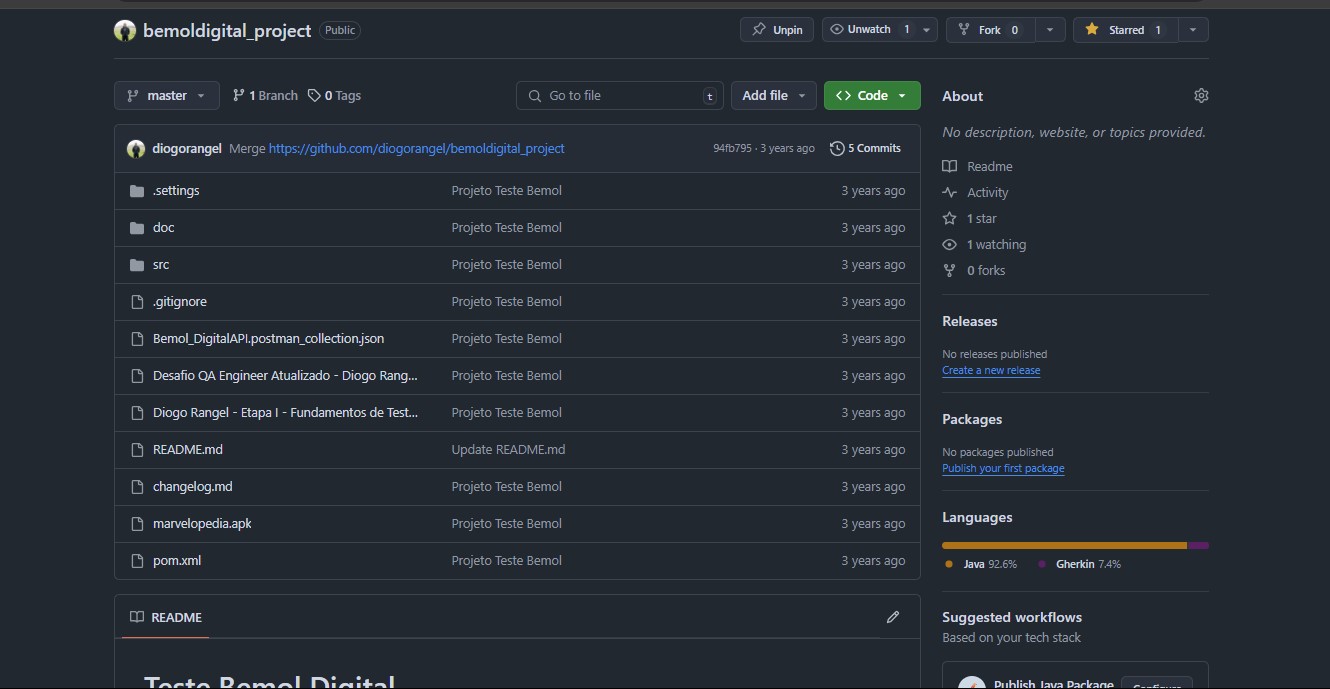 bemoldigital_project Public Unpin Unwatch 1 Fork 0 Starred 1
master 1 Branch 0 Tags Go to file t Add file Code
diogorangel Merge https://github.com/diogorangel/bemoldigital_project 94fb795 · 3 years ago 5 Commits
.settings Projeto Teste Bemol 3 years ago
doc Projeto Teste Bemol 3 years ago
src Projeto Teste Bemol 3 years ago
.gitignore Projeto Teste Bemol 3 years ago
Bemol_DigitalAPI.postman_collection.json Projeto Teste Bemol 3 years ago
Desafio QA Engineer Atualizado - Diogo Rang... Projeto Teste Bemol 3 years ago
Diogo Rangel - Etapa I - Fundamentos de Test... Projeto Teste Bemol 3 years ago
README.md Update README.md 3 years ago
changelog.md Projeto Teste Bemol 3 years ago
marvelopedia.apk Projeto Teste Bemol 3 years ago
pom.xml Projeto Teste Bemol 3 years ago
README
Teste Bemol Digital
About
No description, website, or topics provided.
Readme
Activity
1 star
1 watching
0 forks
Releases
No releases published
Create a new release
Packages
No packages published
Publish your first package
Languages
Java 92.6% Gherkin 7.4%
Suggested workflows
Based on your tech stack
Publish Java Package Configure